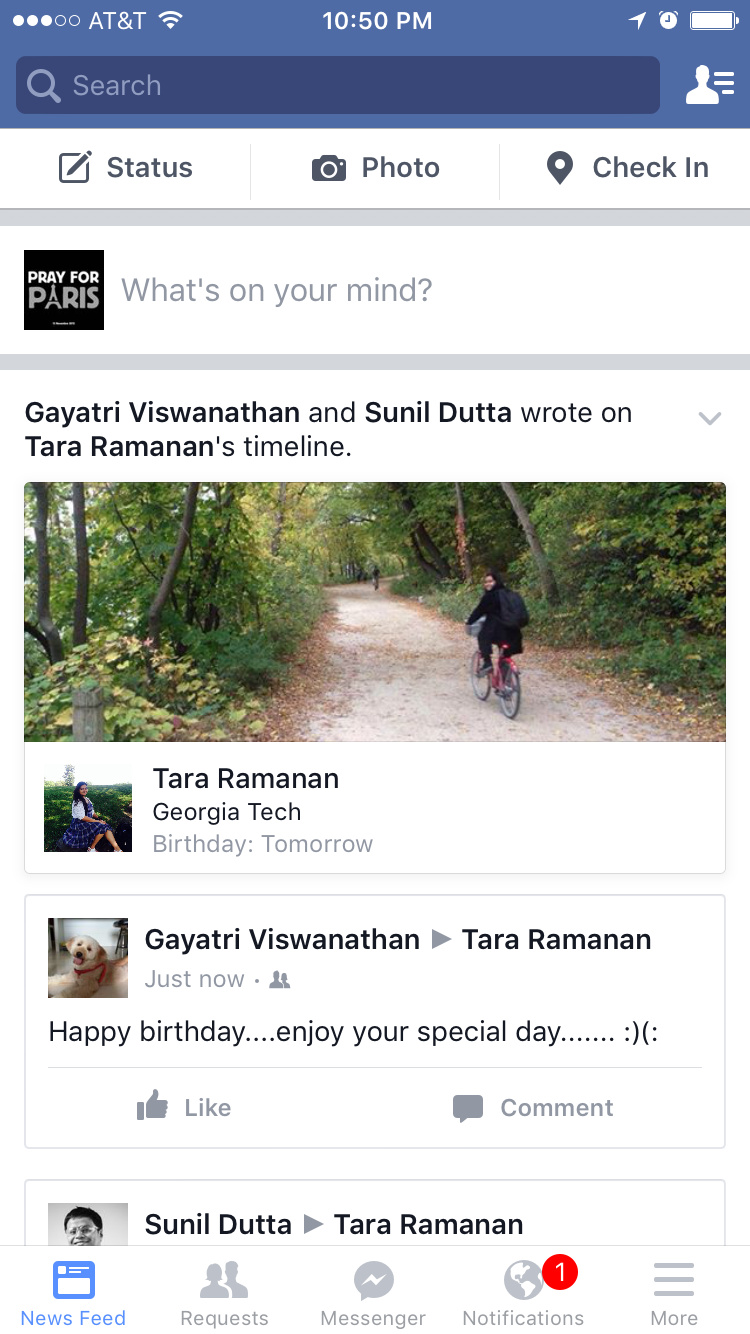 AT&T 10:50 PM
Search
Status Photo Check In
PRAY FOR
PARIS
What's on your mind?
Gayatri Viswanathan and Sunil Dutta wrote on
Tara Ramanan's timeline.
Tara Ramanan
Georgia Tech
Birthday: Tomorrow
Gayatri Viswanathan ▶ Tara Ramanan
Just now ·
Happy birthday....enjoy your special day....... :)(:
Like Comment
Sunil Dutta ▶ Tara Ramanan
1
News Feed Requests Messenger Notifications More